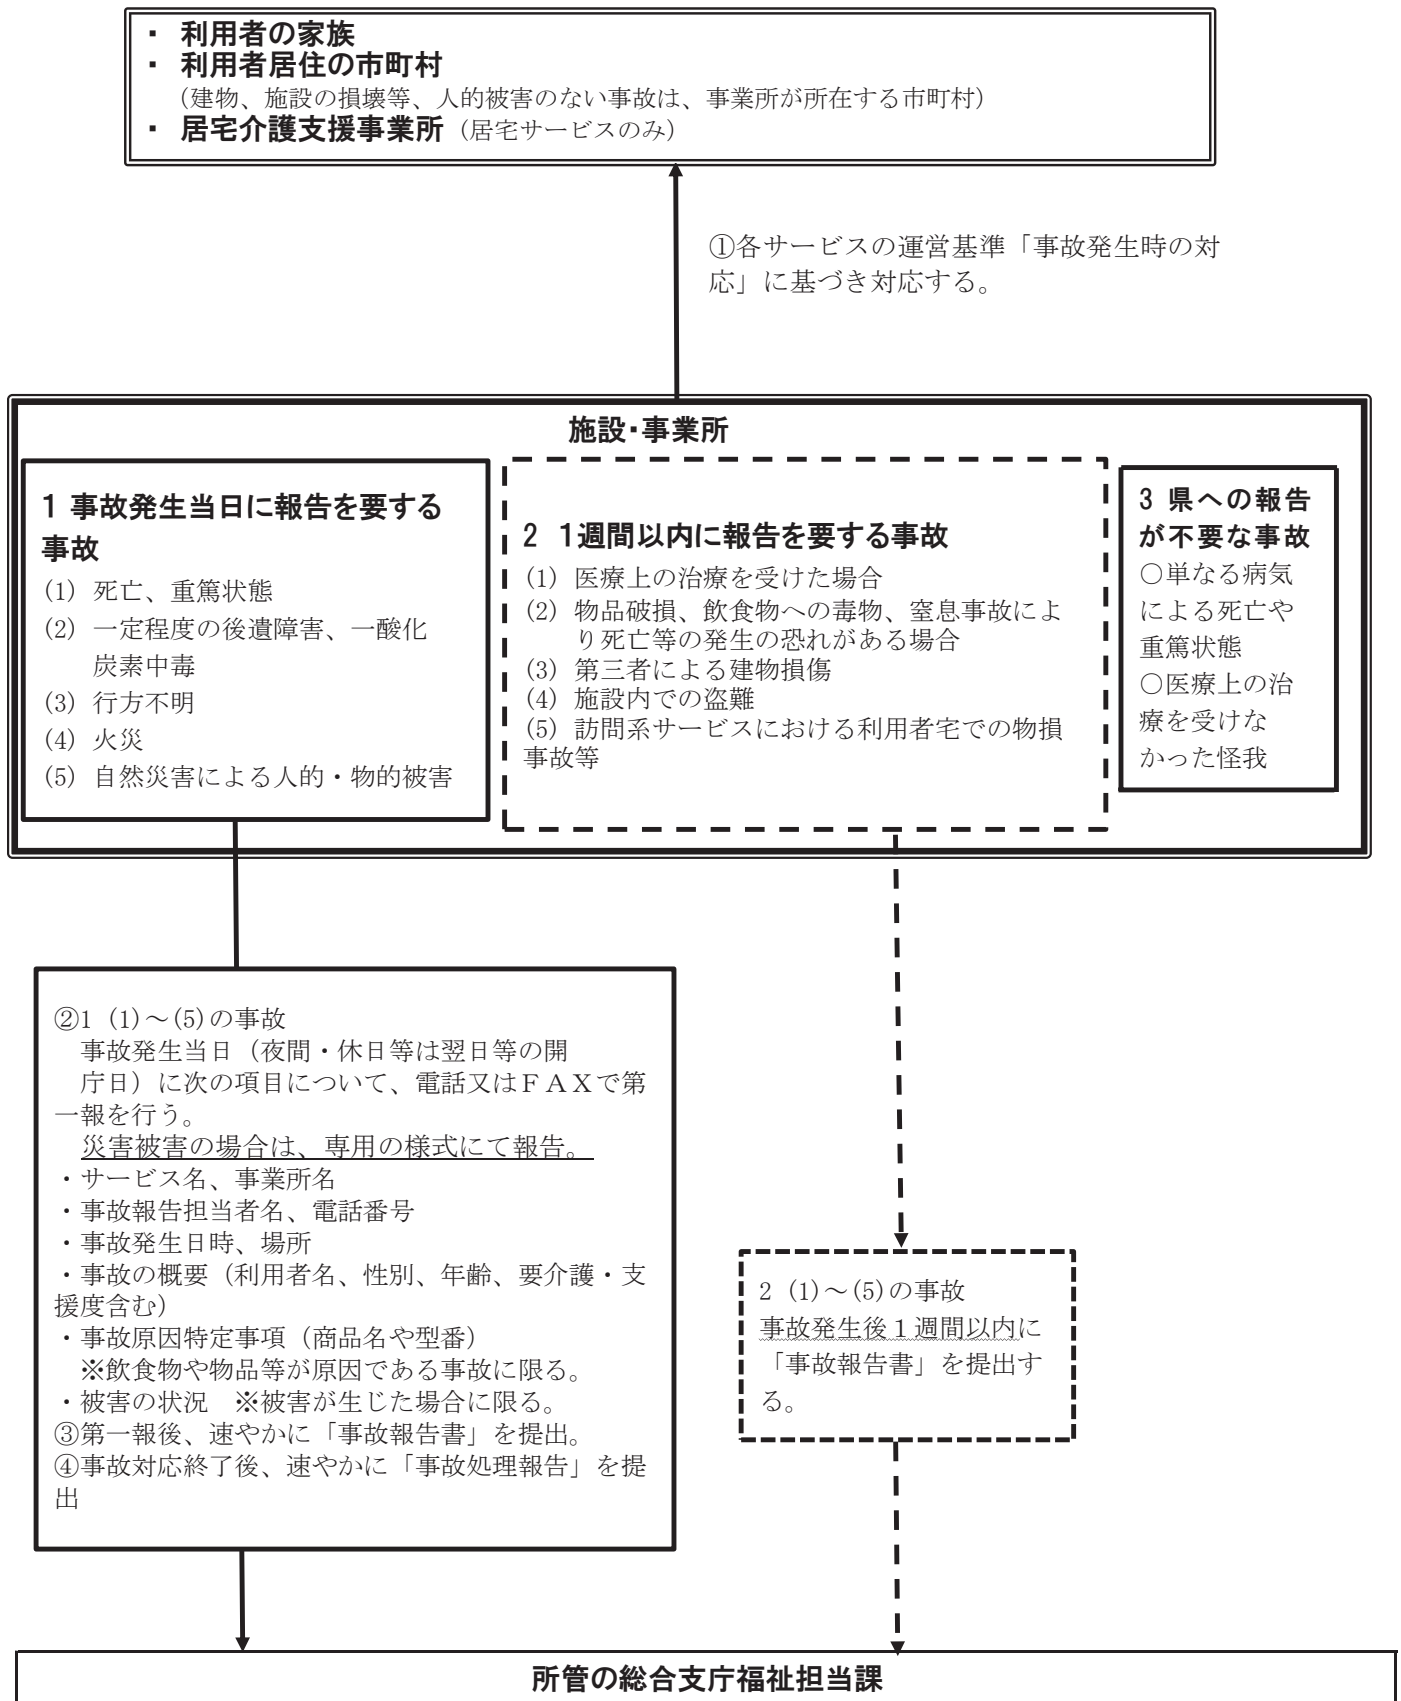 ・ 利用者の家族
・ 利用者居住の市町村
（建物、施設の損壊等、人的被害のない事故は、事業所が所在する市町村）
・ 居宅介護支援事業所（居宅サービスのみ）
①各サービスの運営基準「事故発生時の対
応」に基づき対応する。
施設・事業所
1 事故発生当日に報告を要する
事故
(1) 死亡、重篤状態
(2) 一定程度の後遺障害、一酸化
炭素中毒
(3) 行方不明
(4) 火災
(5) 自然災害による人的・物的被害
2 1週間以内に報告を要する事故
(1) 医療上の治療を受けた場合
(2) 物品破損、飲食物への毒物、窒息事故によ
り死亡等の発生の恐れがある場合
(3) 第三者による建物損傷
(4) 施設内での盗難
(5) 訪問系サービスにおける利用者宅での物損
事故等
3 県への報告
が不要な事故
○単なる病気
による死亡や
重篤状態
○医療上の治
療を受けな
かった怪我
②1 (1)～(5)の事故
事故発生当日（夜間・休日等は翌日等の開
庁日）に次の項目について、電話又はＦＡＸで第
一報を行う。
災害被害の場合は、専用の様式にて報告。
・サービス名、事業所名
・事故報告担当者名、電話番号
・事故発生日時、場所
・事故の概要（利用者名、性別、年齢、要介護・支
援度含む）
・事故原因特定事項（商品名や型番）
※飲食物や物品等が原因である事故に限る。
・被害の状況　※被害が生じた場合に限る。
③第一報後、速やかに「事故報告書」を提出。
④事故対応終了後、速やかに「事故処理報告」を提
出
2 (1)～(5)の事故
事故発生後１週間以内に
「事故報告書」を提出す
る。
所管の総合支庁福祉担当課